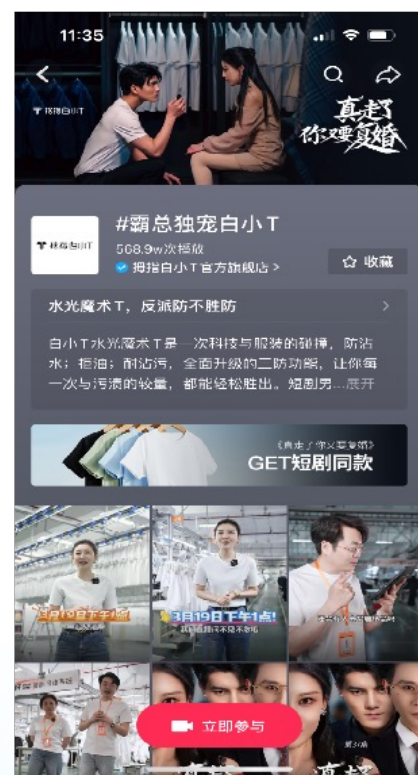 11:35
真走了
你又要复婚
#霸总独宠白小T
568.9w次播放
拇指白小T官方旗舰店 >
收藏
水光魔术T，反派防不胜防
白小T水光魔术T是一次科技与服装的碰撞，防沾
水；拒油；耐沾污，全面升级的三防功能，让你每
一次与污渍的较量，都能轻松胜出。短剧男...展开
《真走了你又要复婚》
GET短剧同款
3月19日下午1点!
3月19日下午1点!
立即参与